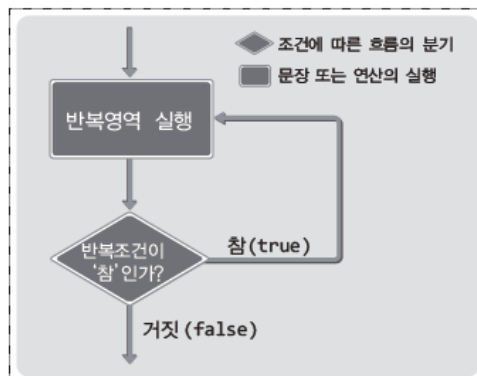 조건에 따른 흐름의 분기
문장 또는 연산의 실행
반복영역 실행
반복조건이
'참'인가?
참(true)
거짓(false)